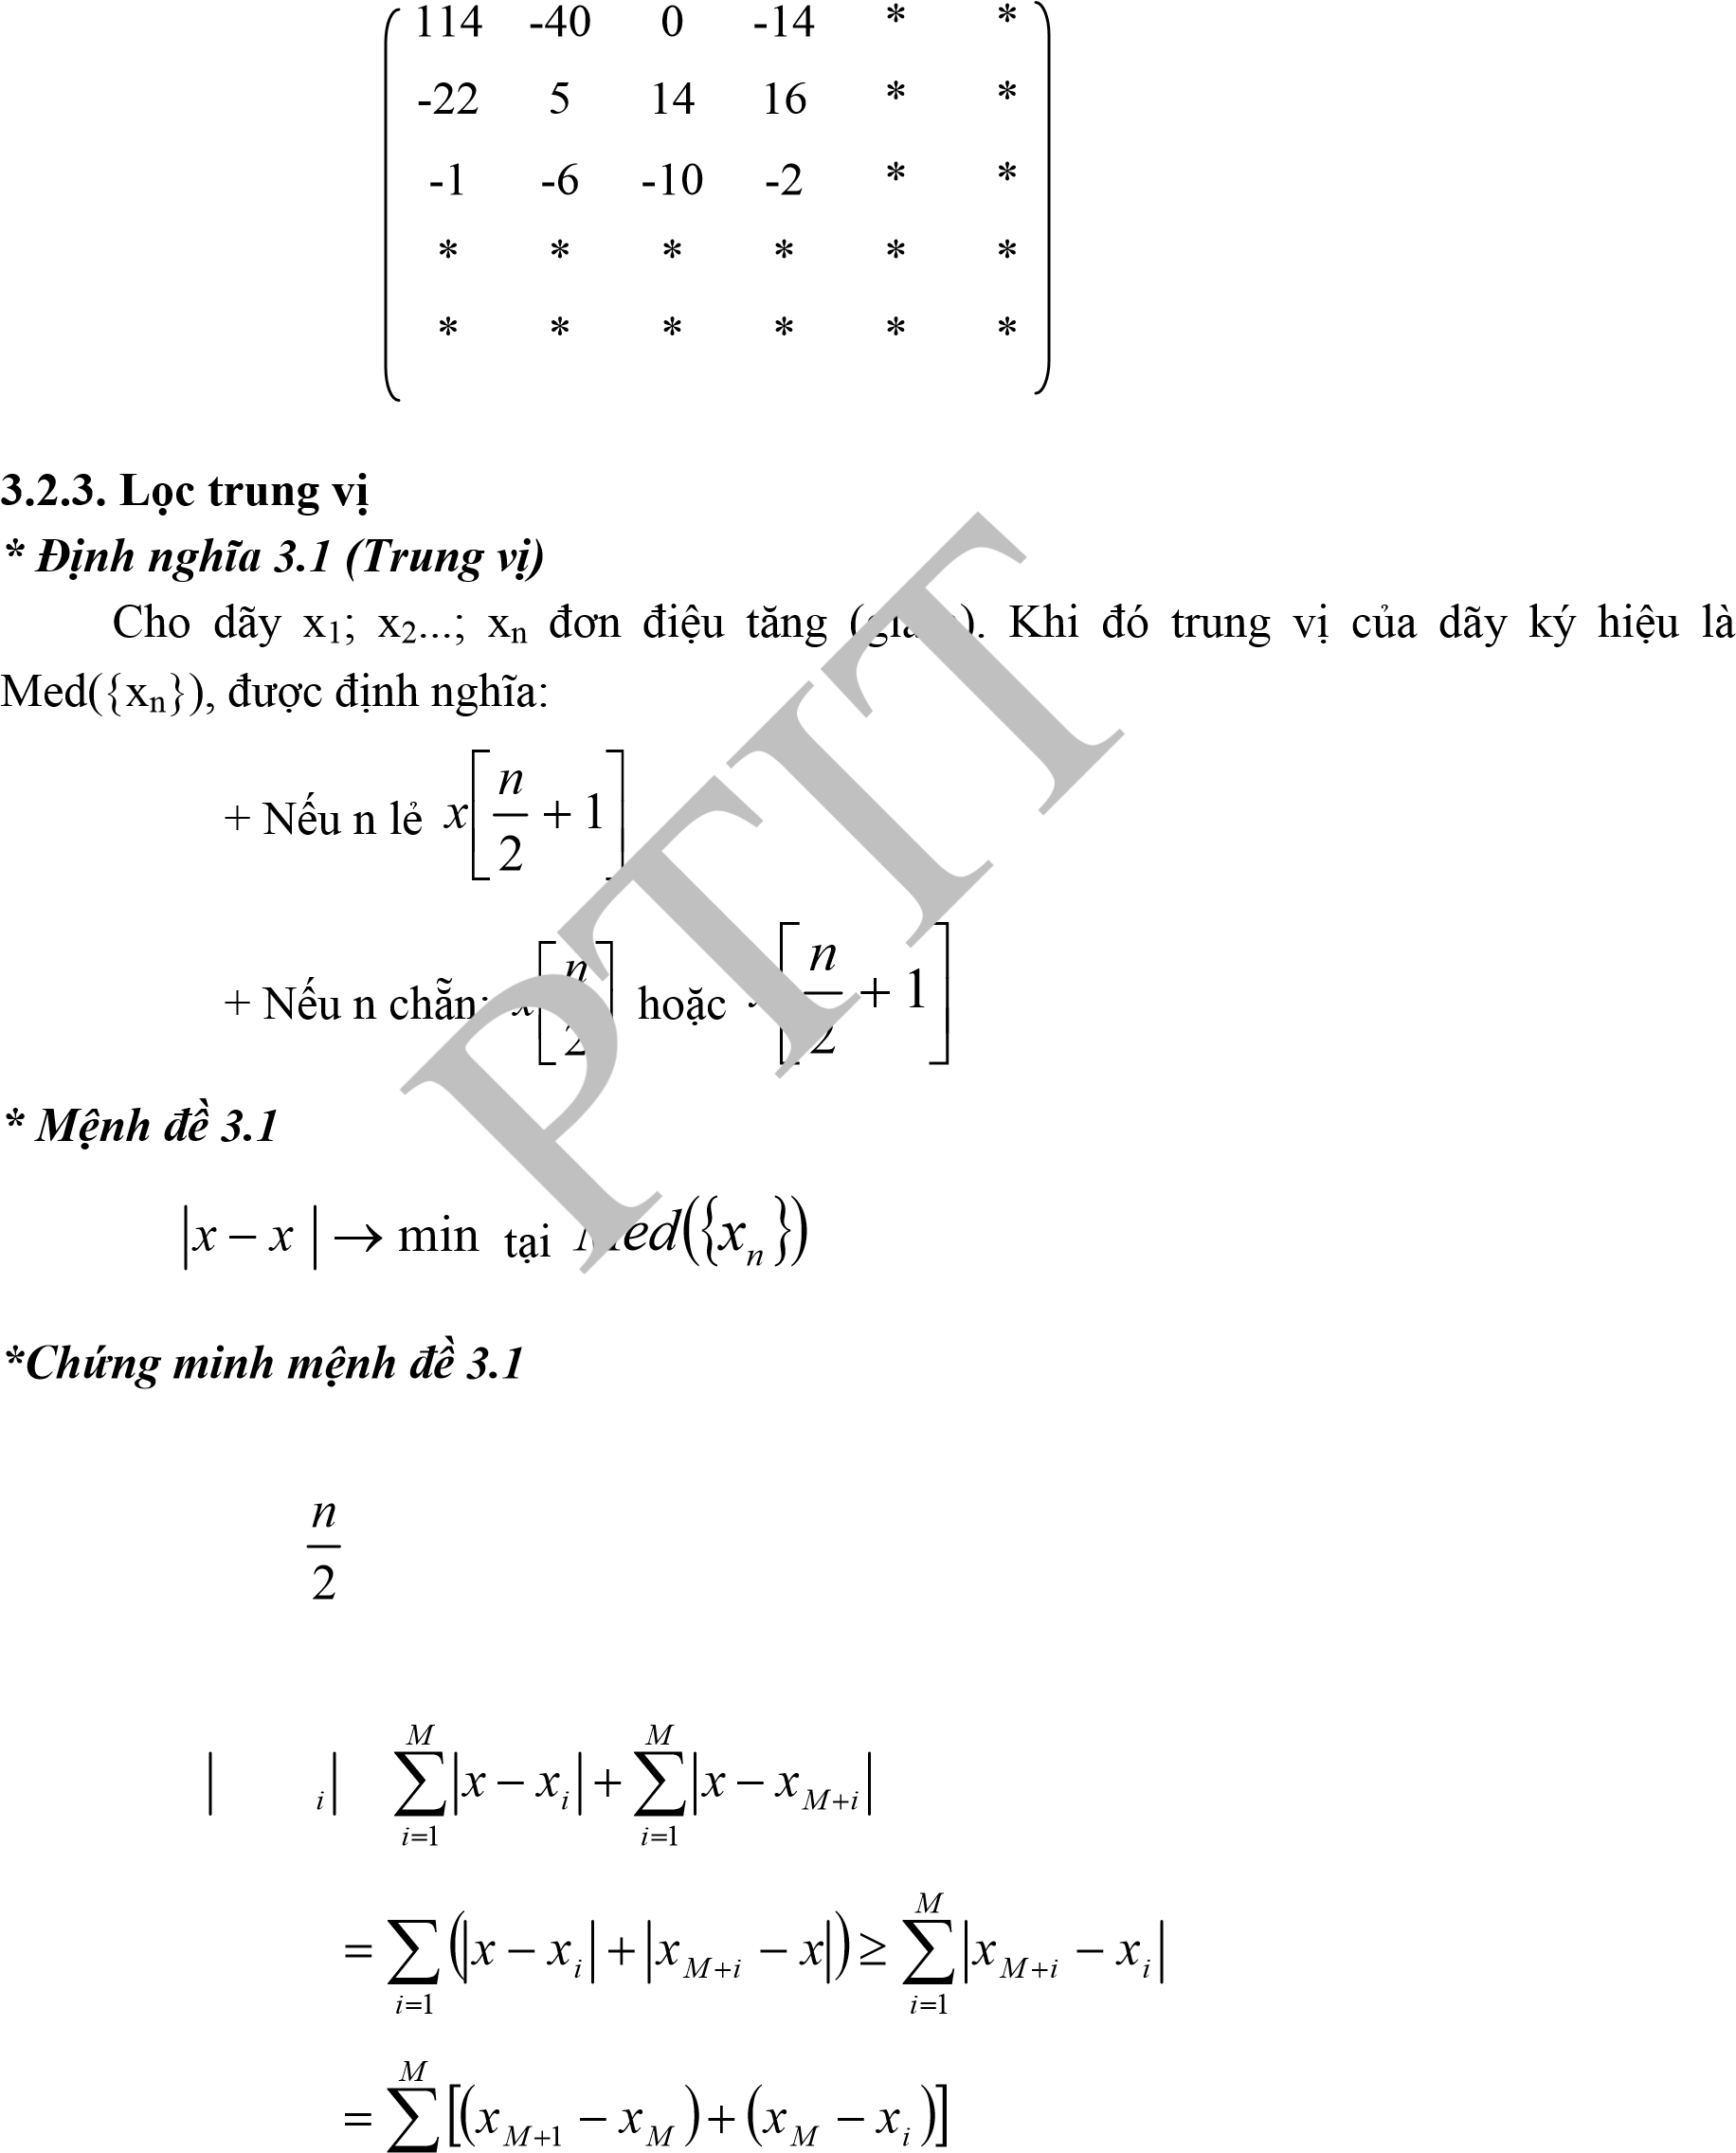 114 -40 0 -14 * *
-22 5 14 16 * *
-1 -6 -10 -2 * *
* * * * * *
* * * * * *
3.2.3. Lọc trung vị
* Định nghĩa 3.1 (Trung vị)
Cho dãy x₁; x₂...; xₙ đơn điệu tăng ( ). Khi đó trung vị của dãy ký hiệu là
Med({xₙ}), được định nghĩa:
+ Nếu n lẻ x[n/2 + 1]
+ Nếu n chẵn: x[n/2] hoặc [n/2 + 1]
* Mệnh đề 3.1
|x − x | → min tại Med({xₙ})
*Chứng minh mệnh đề 3.1
n/2
| i| ∑_{i=1}^{M} |x − x_i| + ∑_{i=1}^{M} |x − x_{M+i}|
= ∑_{i=1} (|x − x_i| + |x_{M+i} − x|) ≥ ∑_{i=1}^{M} |x_{M+i} − x_i|
= ∑^{M} [(x_{M+1} − x_M) + (x_M − x_i)]
PTIT